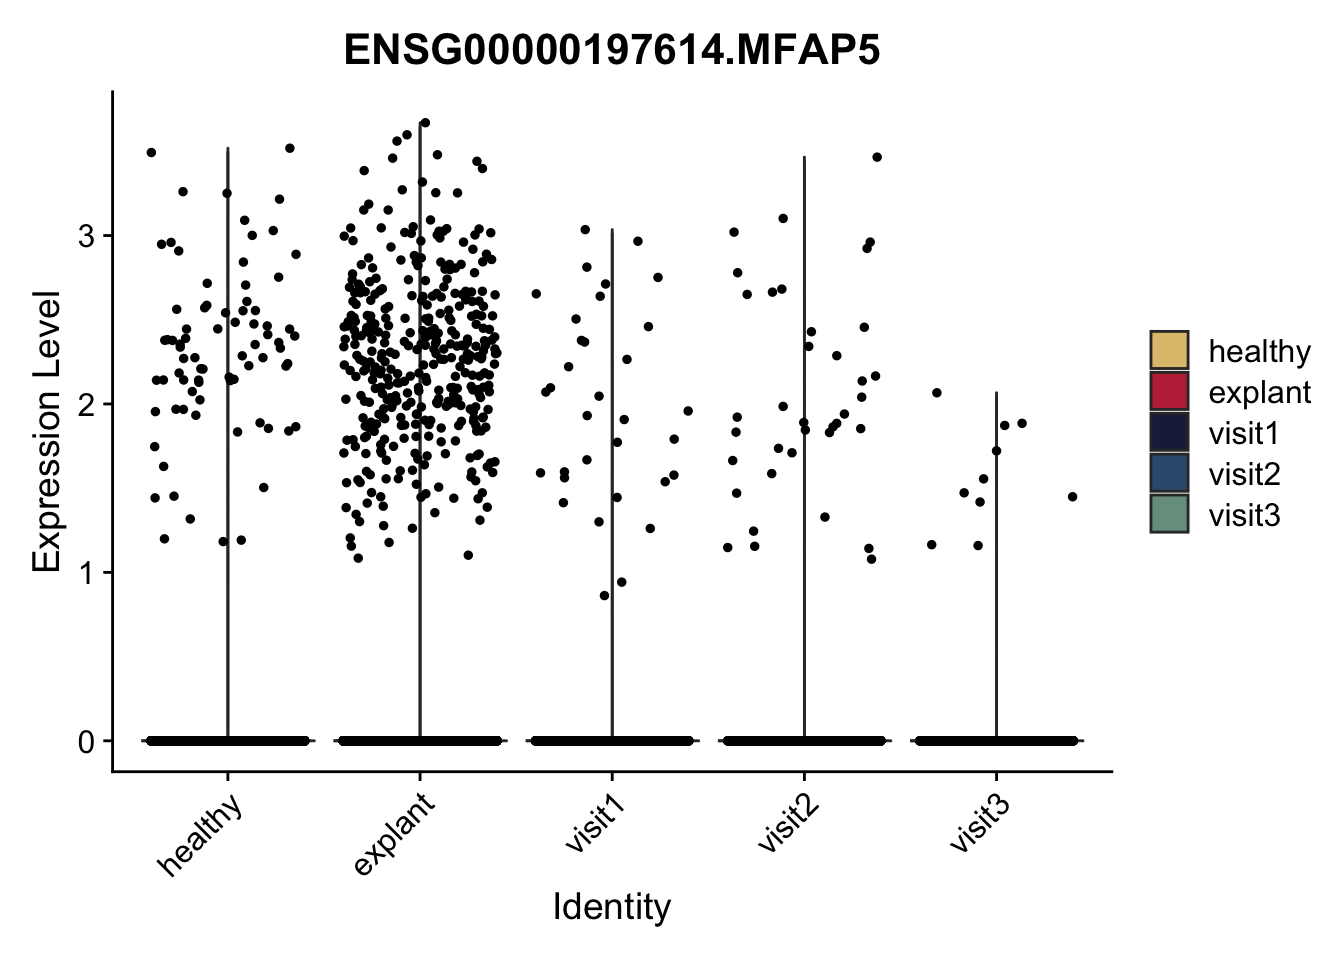 ENSG00000197614.MFAP5
Expression Level
3
2
1
0
healthy
explant
visit1
visit2
visit3
Identity
healthy
explant
visit1
visit2
visit3